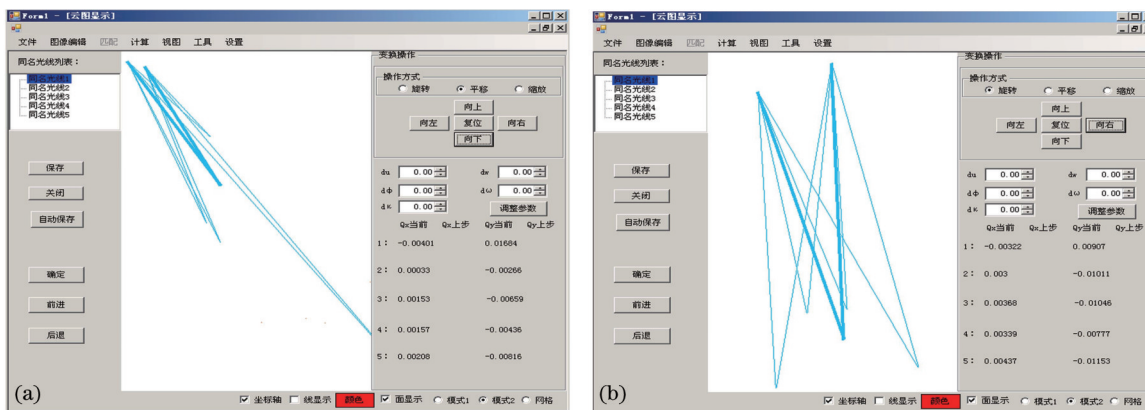 Form1 - [云图显示]
文件 图像编辑 匹配 计算 视图 工具 设置
同名光线列表：
同名光线1
同名光线2
同名光线3
同名光线4
同名光线5
保存
关闭
自动保存
确定
前进
后退
变换操作
操作方式
旋转 平移 缩放
向上
向左 复位 向右
向下
du 0.00 dw 0.00
dф 0.00 dω 0.00
dκ 0.00 调整参数
Qx当前 Qx上步 Qy当前 Qy上步
1: -0.00401 0.01684
2: 0.00033 -0.00266
3: 0.00153 -0.00659
4: 0.00157 -0.00436
5: 0.00208 -0.00816
坐标轴 线显示 颜色 面显示 模式1 模式2 网格
(a)
Form1 - [云图显示]
文件 图像编辑 匹配 计算 视图 工具 设置
同名光线列表：
同名光线1
同名光线2
同名光线3
同名光线4
同名光线5
保存
关闭
自动保存
确定
前进
后退
变换操作
操作方式
旋转 平移 缩放
向上
向左 复位 向右
向下
du 0.00 dw 0.00
dф 0.00 dω 0.00
dκ 0.00 调整参数
Qx当前 Qx上步 Qy当前 Qy上步
1: -0.00322 0.00907
2: 0.003 -0.01011
3: 0.00368 -0.01046
4: 0.00339 -0.00777
5: 0.00437 -0.01153
坐标轴 线显示 颜色 面显示 模式1 模式2 网格
(b)